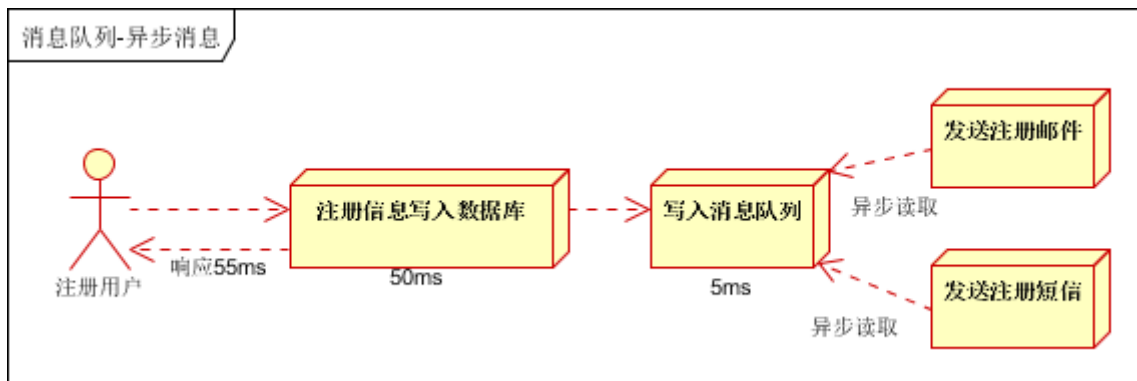 消息队列-异步消息
发送注册邮件
注册信息写入数据库
写入消息队列
异步读取
响应55ms
50ms
5ms
注册用户
发送注册短信
异步读取